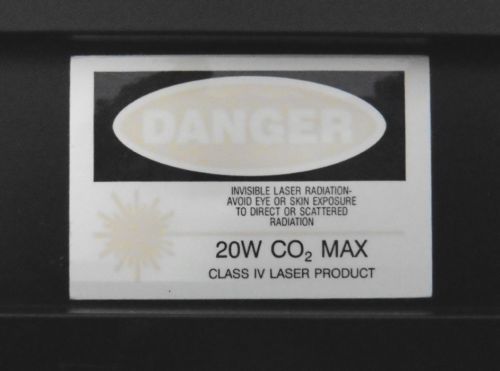 DANGER
INVISIBLE LASER RADIATION-
AVOID EYE OR SKIN EXPOSURE
TO DIRECT OR SCATTERED
RADIATION
20W CO₂ MAX
CLASS IV LASER PRODUCT